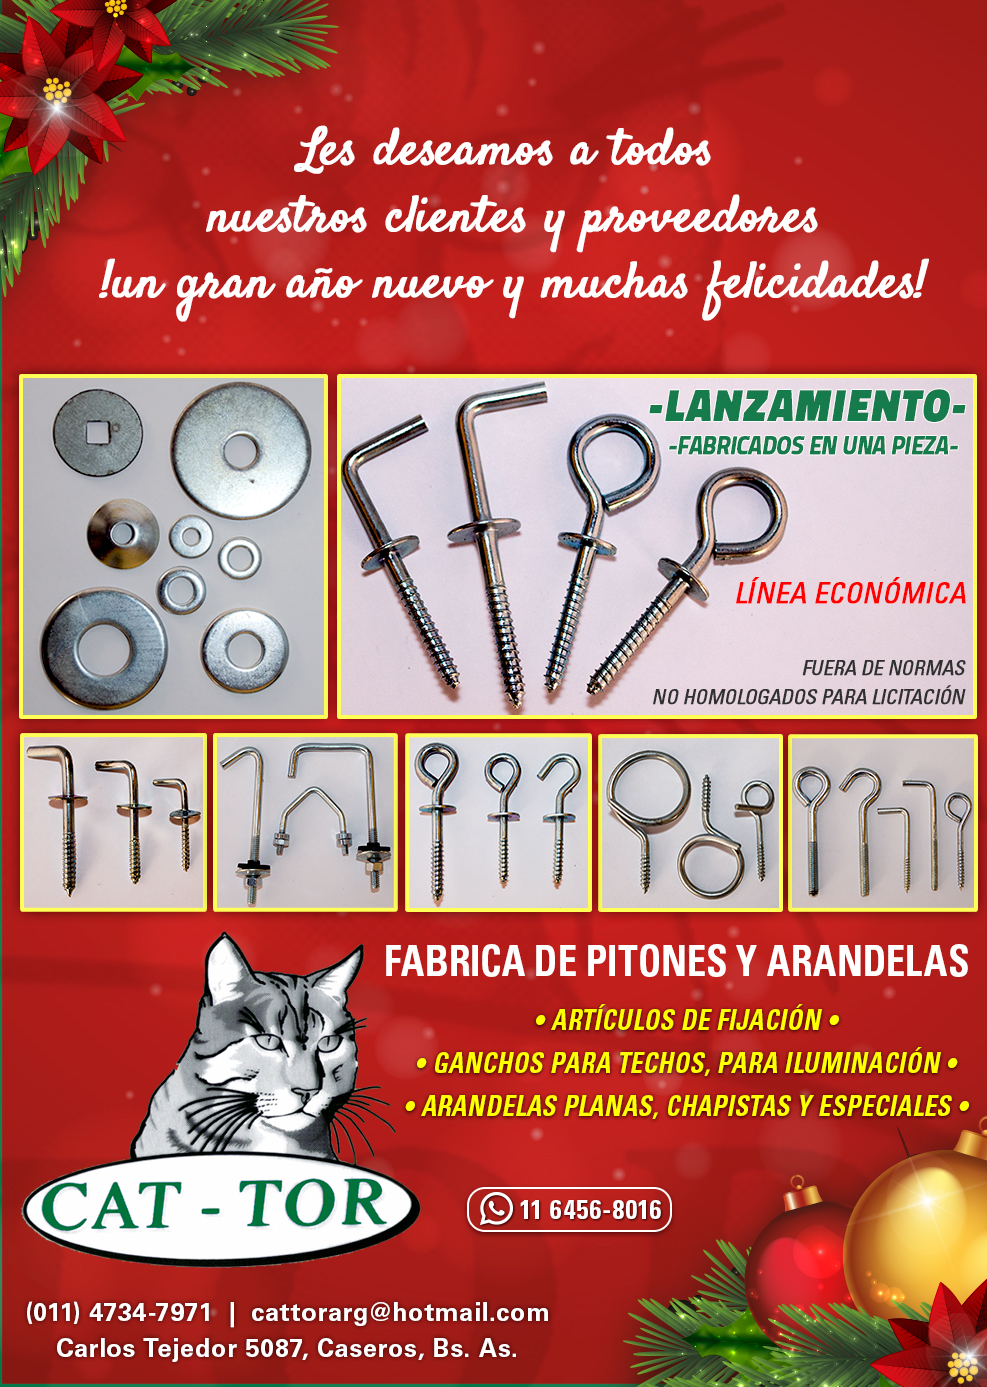 Les deseamos a todos
nuestros clientes y proveedores
!un gran año nuevo y muchas felicidades!
-LANZAMIENTO-
-FABRICADOS EN UNA PIEZA-
LÍNEA ECONÓMICA
FUERA DE NORMAS
NO HOMOLOGADOS PARA LICITACIÓN
FABRICA DE PITONES Y ARANDELAS
• ARTÍCULOS DE FIJACIÓN •
• GANCHOS PARA TECHOS, PARA ILUMINACIÓN •
• ARANDELAS PLANAS, CHAPISTAS Y ESPECIALES •
CAT - TOR
11 6456-8016
(011) 4734-7971 | cattorarg@hotmail.com
Carlos Tejedor 5087, Caseros, Bs. As.